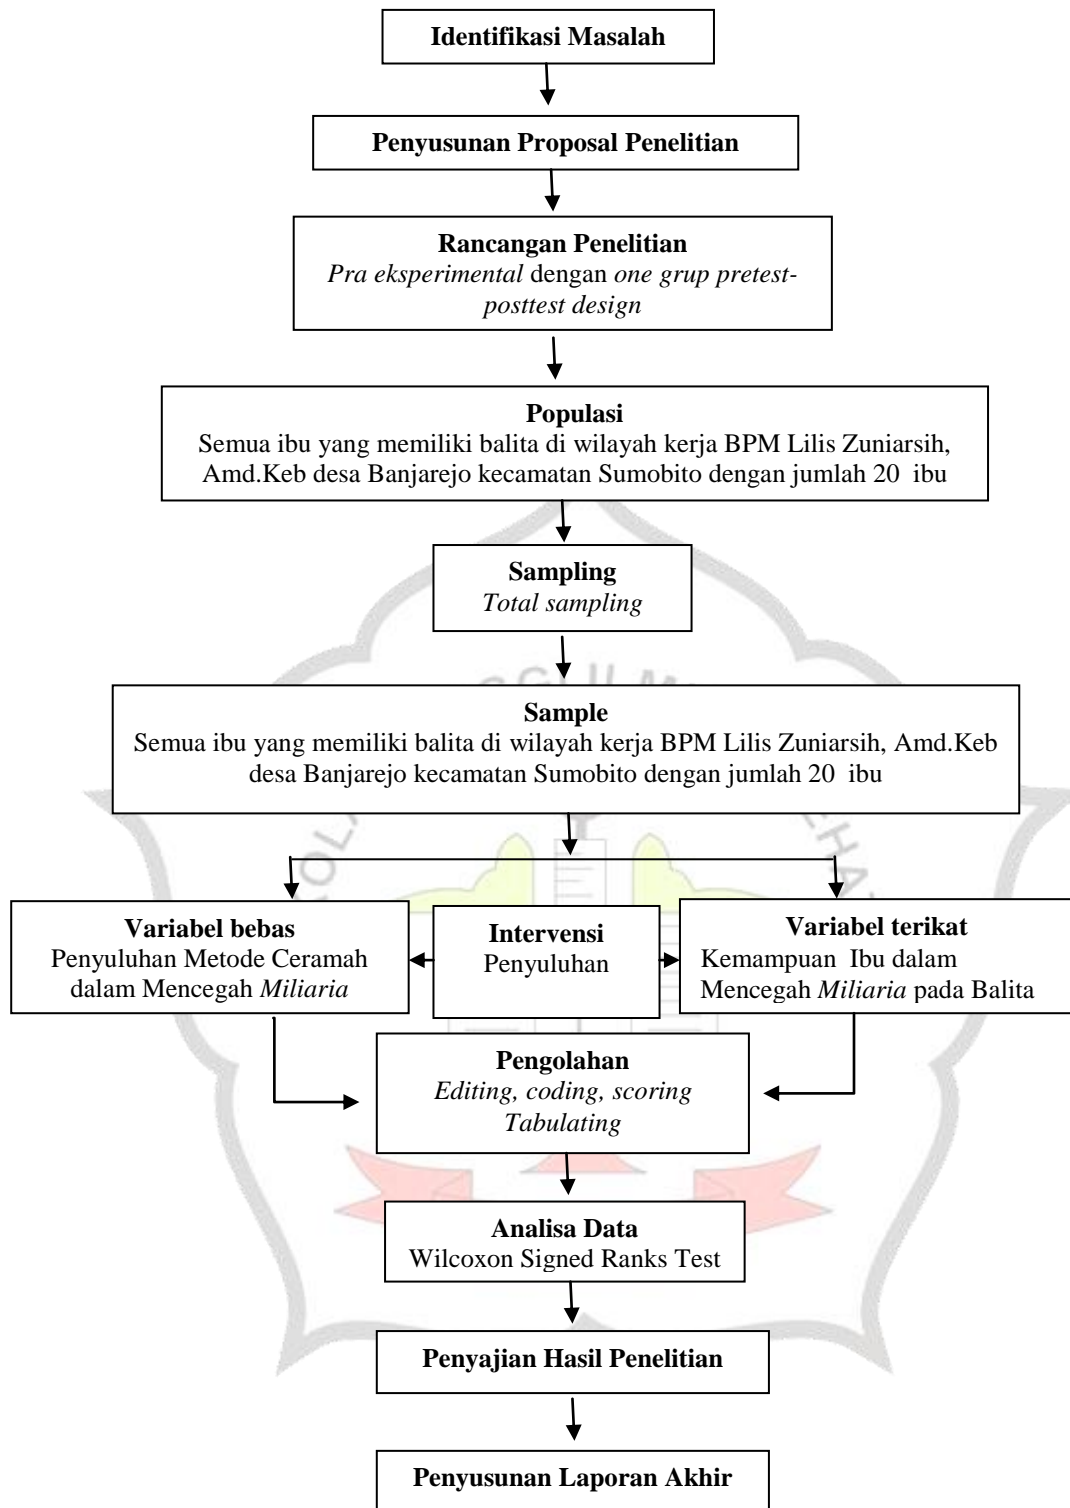 Identifikasi Masalah
Penyusunan Proposal Penelitian
Rancangan Penelitian
Pra eksperimental dengan one grup pretest-
posttest design
Populasi
Semua ibu yang memiliki balita di wilayah kerja BPM Lilis Zuniarsih,
Amd.Keb desa Banjarejo kecamatan Sumobito dengan jumlah 20 ibu
Sampling
Total sampling
Sample
Semua ibu yang memiliki balita di wilayah kerja BPM Lilis Zuniarsih, Amd.Keb
desa Banjarejo kecamatan Sumobito dengan jumlah 20 ibu
Variabel bebas
Penyuluhan Metode Ceramah
dalam Mencegah Miliaria
Intervensi
Penyuluhan
Variabel terikat
Kemampuan Ibu dalam
Mencegah Miliaria pada Balita
Pengolahan
Editing, coding, scoring
Tabulating
Analisa Data
Wilcoxon Signed Ranks Test
Penyajian Hasil Penelitian
Penyusunan Laporan Akhir